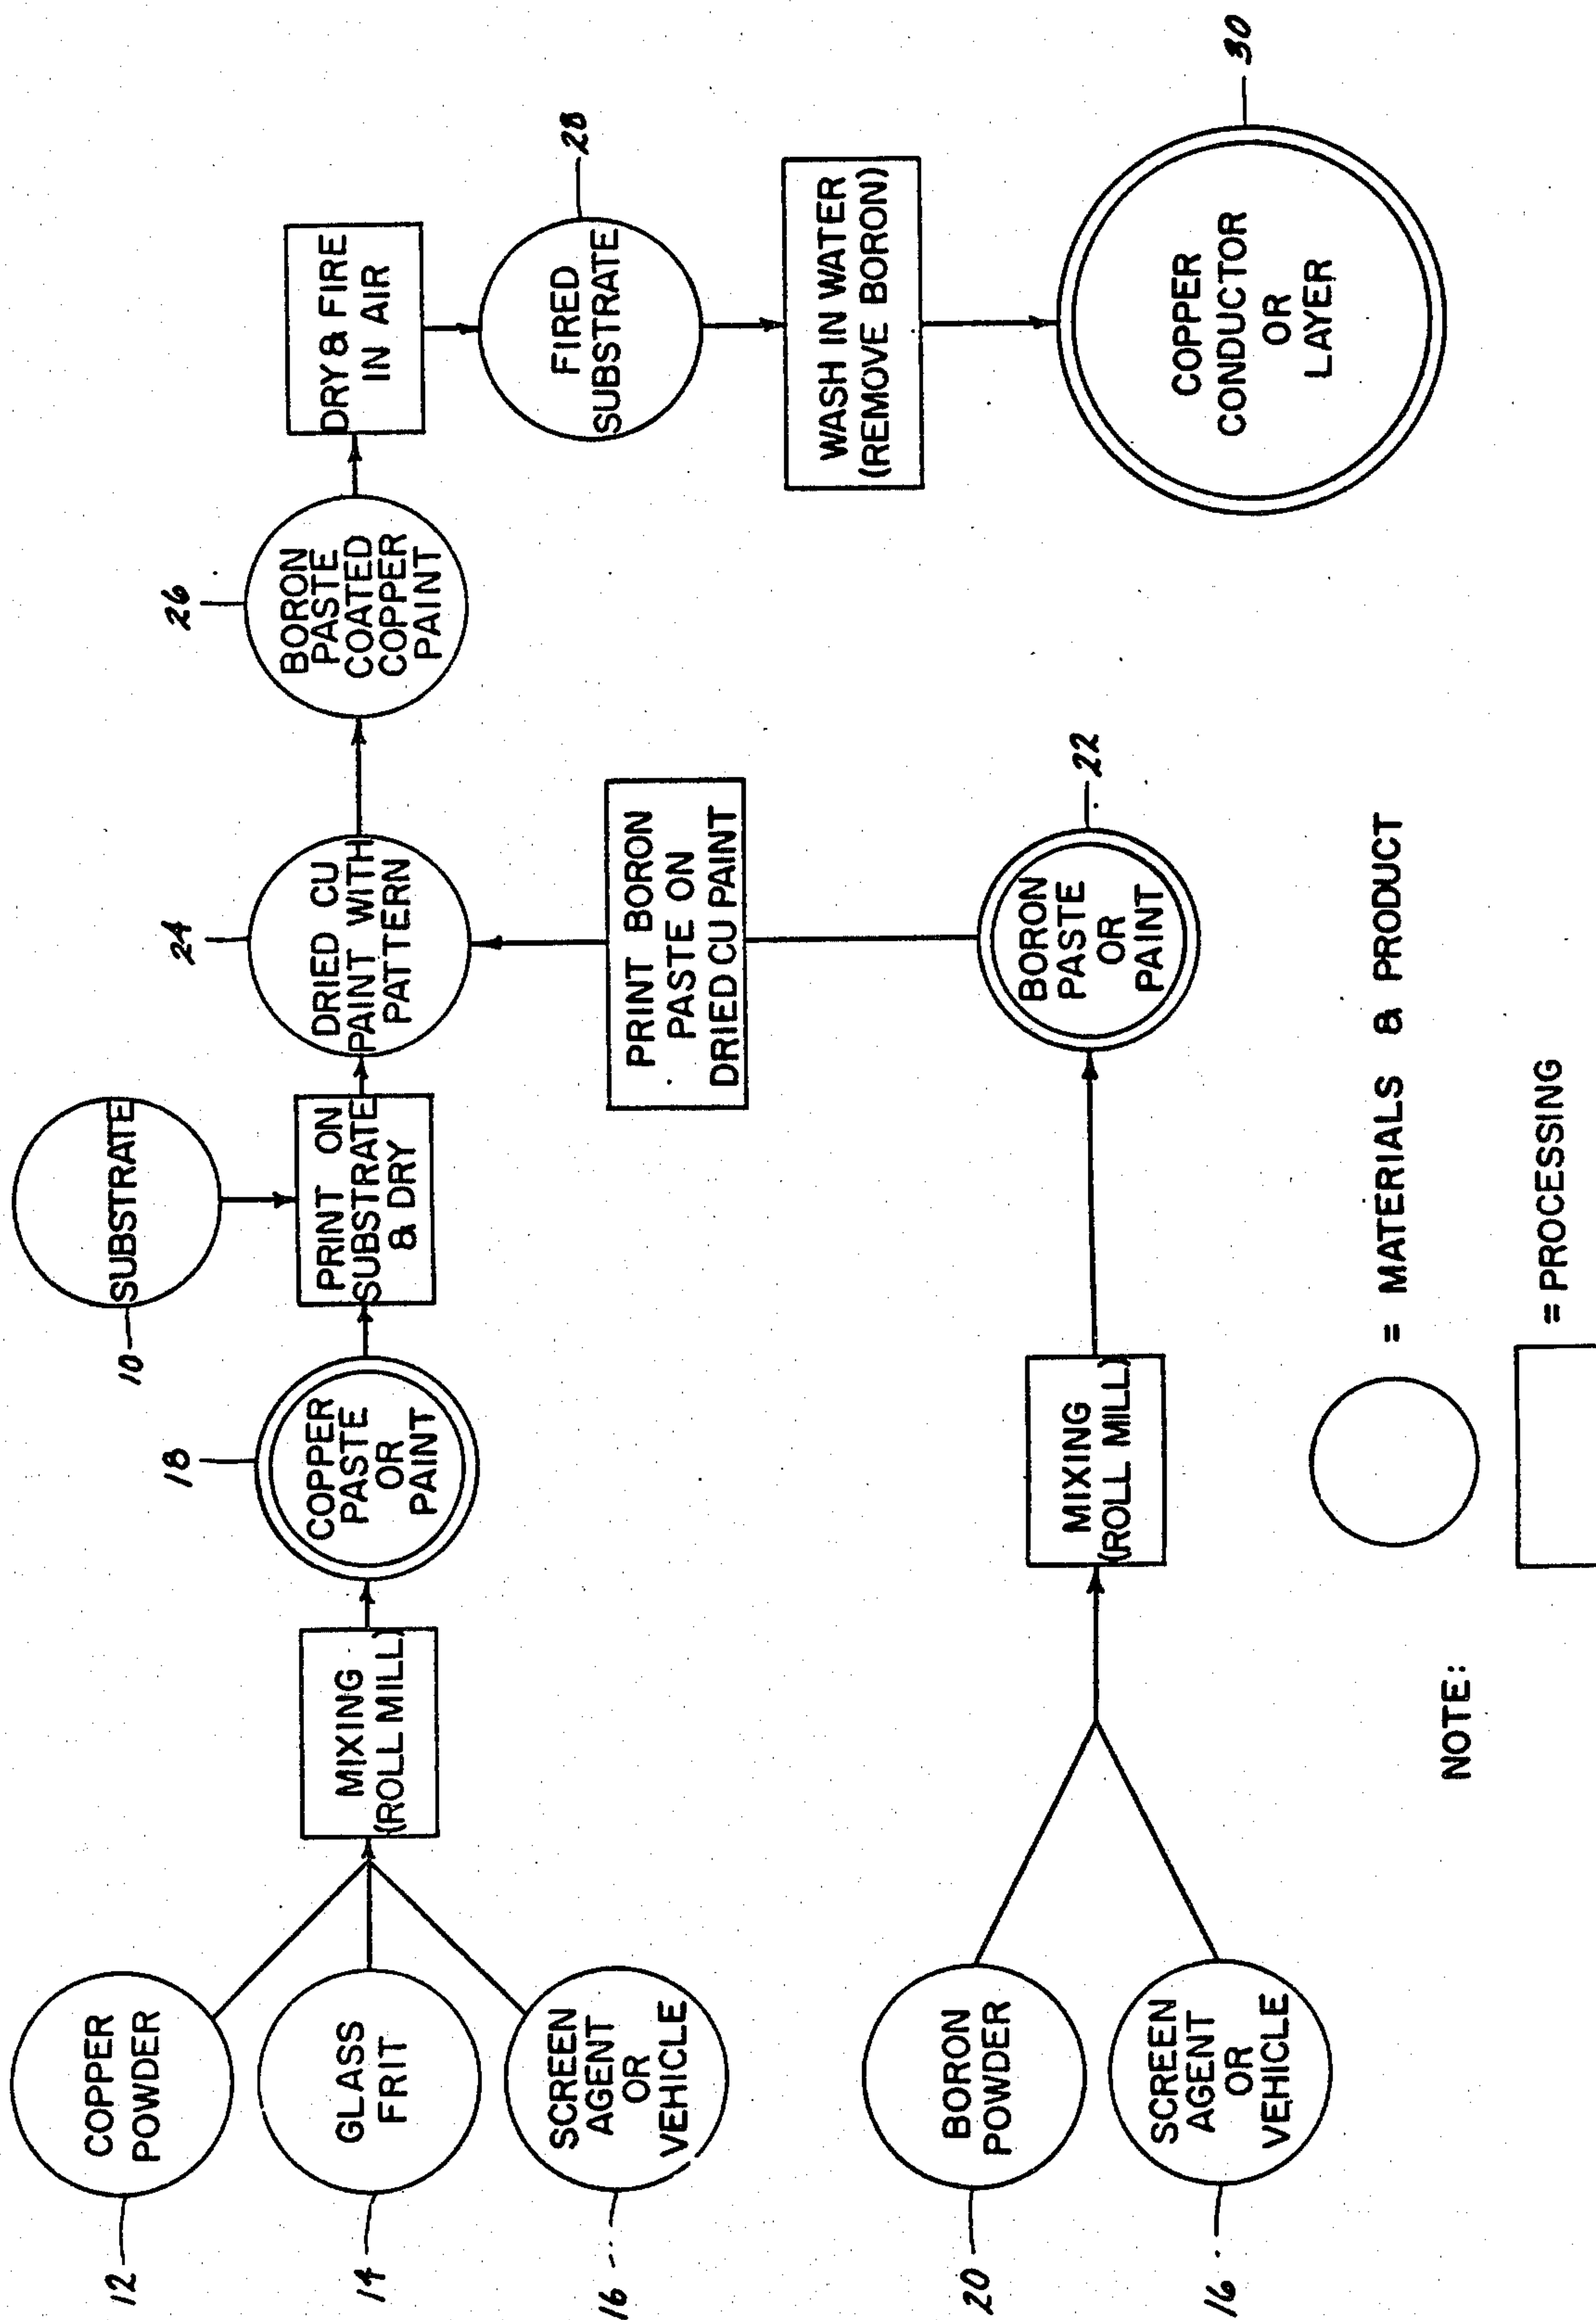 12
COPPER
POWDER
14
GLASS
FRIT
16
SCREEN
AGENT
OR
VEHICLE
MIXING
(ROLL MILL)
18
COPPER
PASTE
OR
PAINT
10
SUBSTRATE
PRINT ON
SUBSTRATE
& DRY
24
DRIED CU
PAINT WITH
PATTERN
26
BORON
PASTE
COATED
COPPER
PAINT
DRY & FIRE
IN AIR
28
FIRED
SUBSTRATE
WASH IN WATER
(REMOVE BORON)
30
COPPER
CONDUCTOR
OR
LAYER
20
BORON
POWDER
16
SCREEN
AGENT
OR
VEHICLE
MIXING
(ROLL MILL)
22
BORON
PASTE
OR
PAINT
PRINT BORON
PASTE ON
DRIED CU PAINT
NOTE:
= MATERIALS & PRODUCT
= PROCESSING